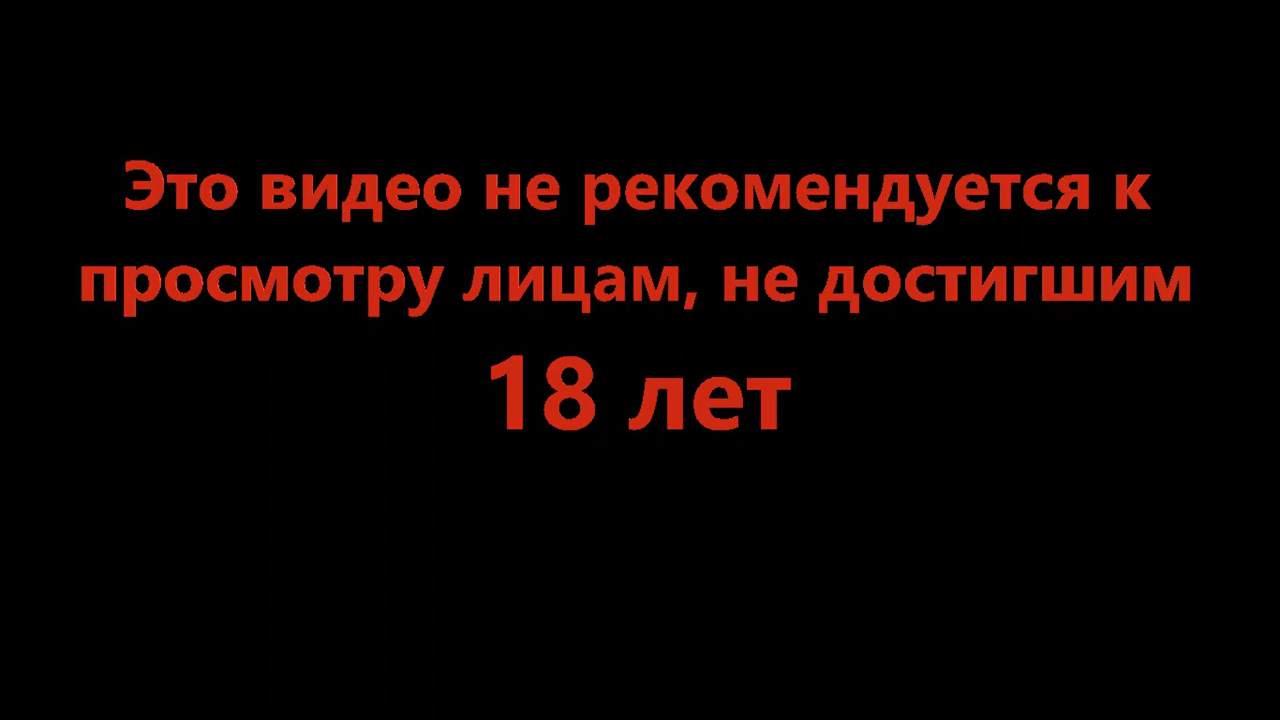 Это видео не рекомендуется к
просмотру лицам, не достигшим
18 лет